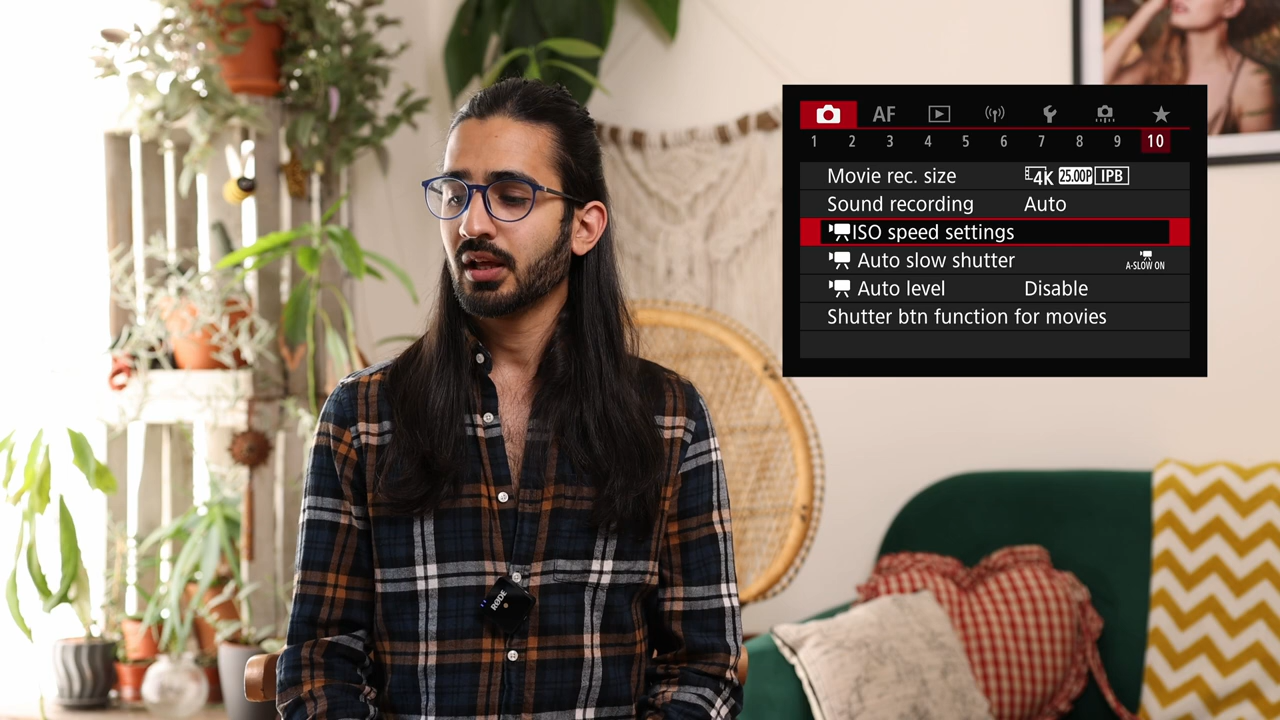 AF
1 2 3 4 5 6 7 8 9 10
Movie rec. size 4K 25.00P IPB
Sound recording Auto
ISO speed settings
Auto slow shutter A-SLOW ON
Auto level Disable
Shutter btn function for movies
RØDE